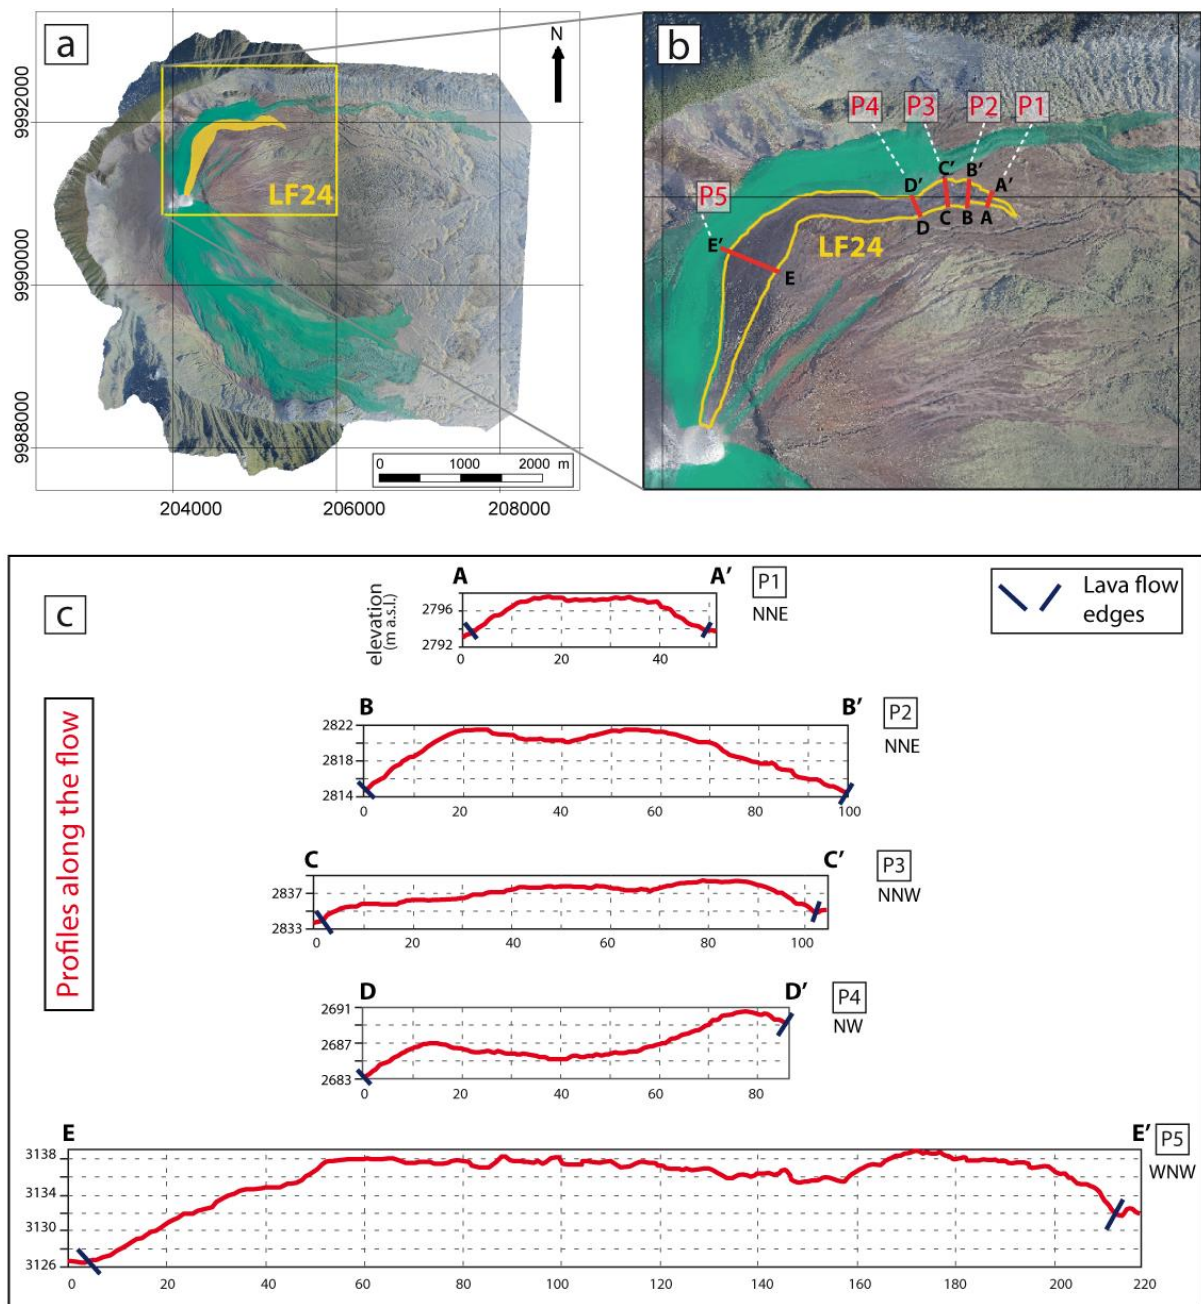 a
N
9992000
9990000
9988000
LF24
0 1000 2000 m
204000 206000 208000
b
P4 P3 P2 P1
P5
C' B'
D' A'
D C B A
E'
E
LF24
C
Profiles along the flow
Lava flow
edges
A A' P1
NNE
elevation
(m a.s.l.)
2796
2792
0 20 40
B B' P2
NNE
2822
2818
2814
0 20 40 60 80 100
C C' P3
NNW
2837
2833
0 20 40 60 80 100
D D' P4
NW
2691
2687
2683
0 20 40 60 80
E E' P5
WNW
3138
3134
3130
3126
0 20 40 60 80 100 120 140 160 180 200 220